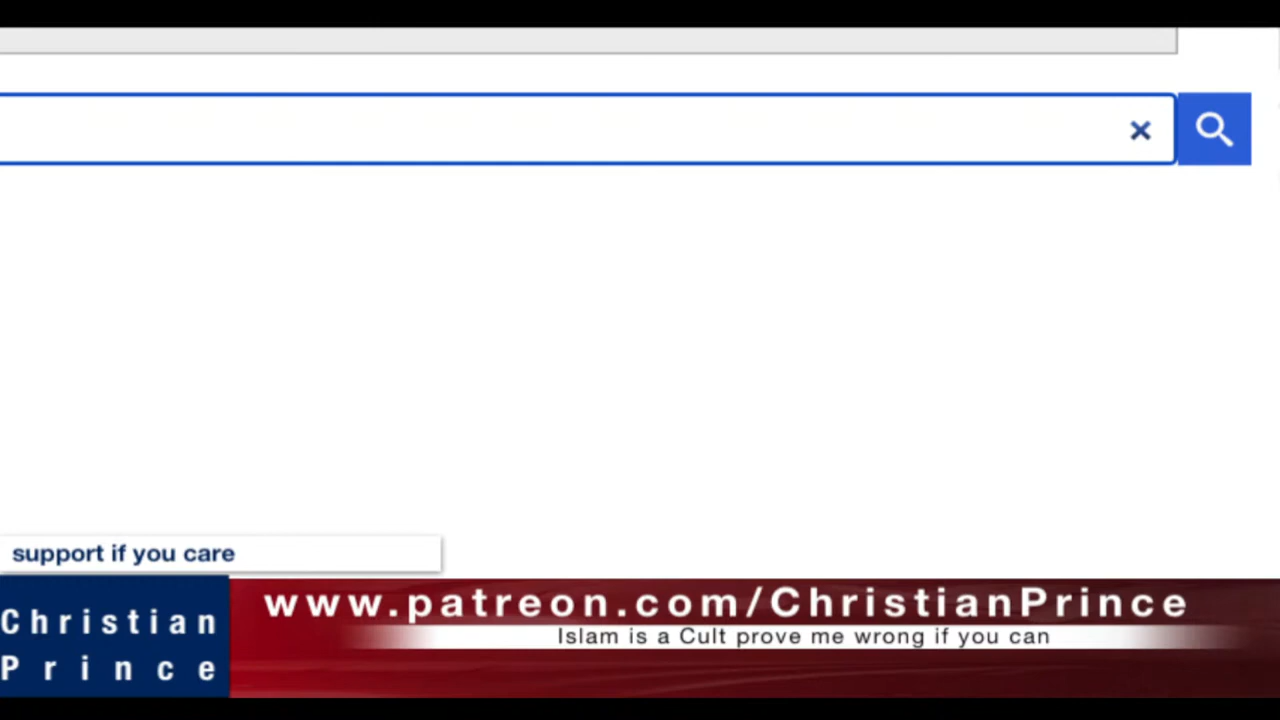 support if you care
Christian
Prince
www.patreon.com/ChristianPrince
Islam is a Cult prove me wrong if you can